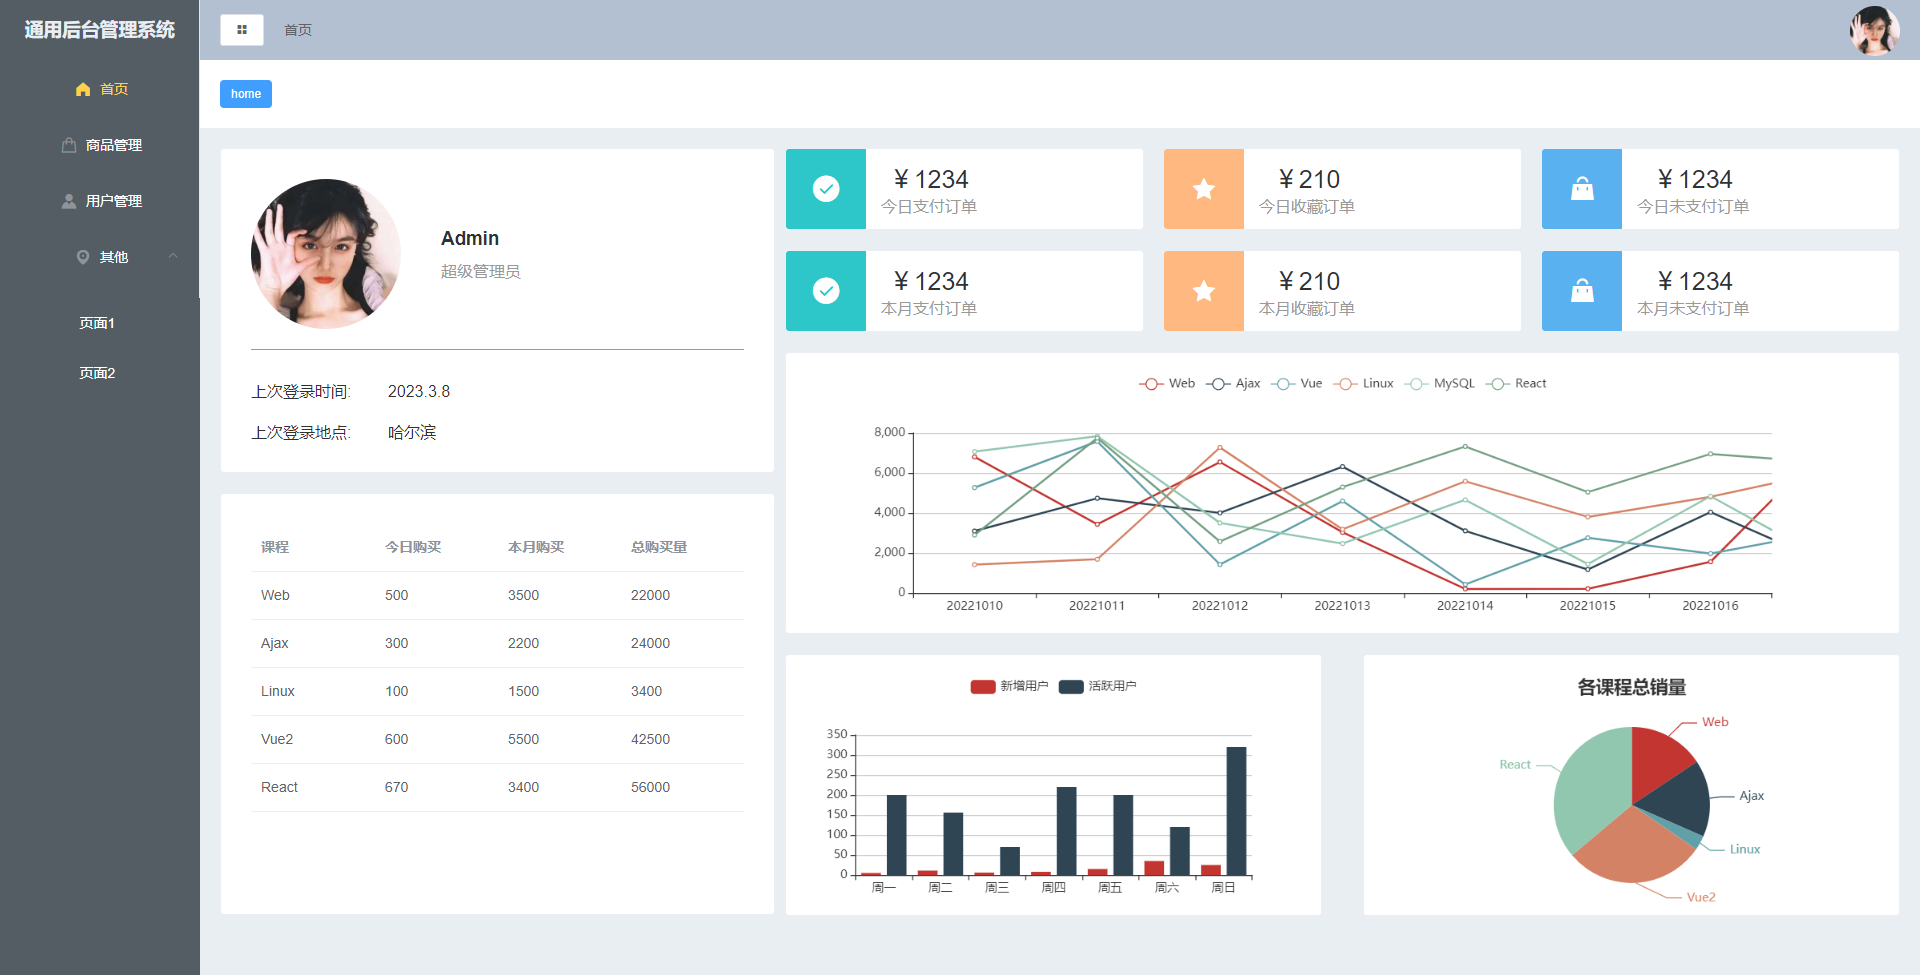 通用后台管理系统
首页
商品管理
用户管理
其他
页面1
页面2
首页
home
Admin
超级管理员
上次登录时间: 2023.3.8
上次登录地点: 哈尔滨
课程 今日购买 本月购买 总购买量
Web 500 3500 22000
Ajax 300 2200 24000
Linux 100 1500 3400
Vue2 600 5500 42500
React 670 3400 56000
¥ 1234
今日支付订单
¥ 210
今日收藏订单
¥ 1234
今日未支付订单
¥ 1234
本月支付订单
¥ 210
本月收藏订单
¥ 1234
本月未支付订单
Web Ajax Vue Linux MySQL React
8,000
6,000
4,000
2,000
0
20221010 20221011 20221012 20221013 20221014 20221015 20221016
新增用户 活跃用户
350
300
250
200
150
100
50
0
周一 周二 周三 周四 周五 周六 周日
各课程总销量
Web
React
Ajax
Linux
Vue2